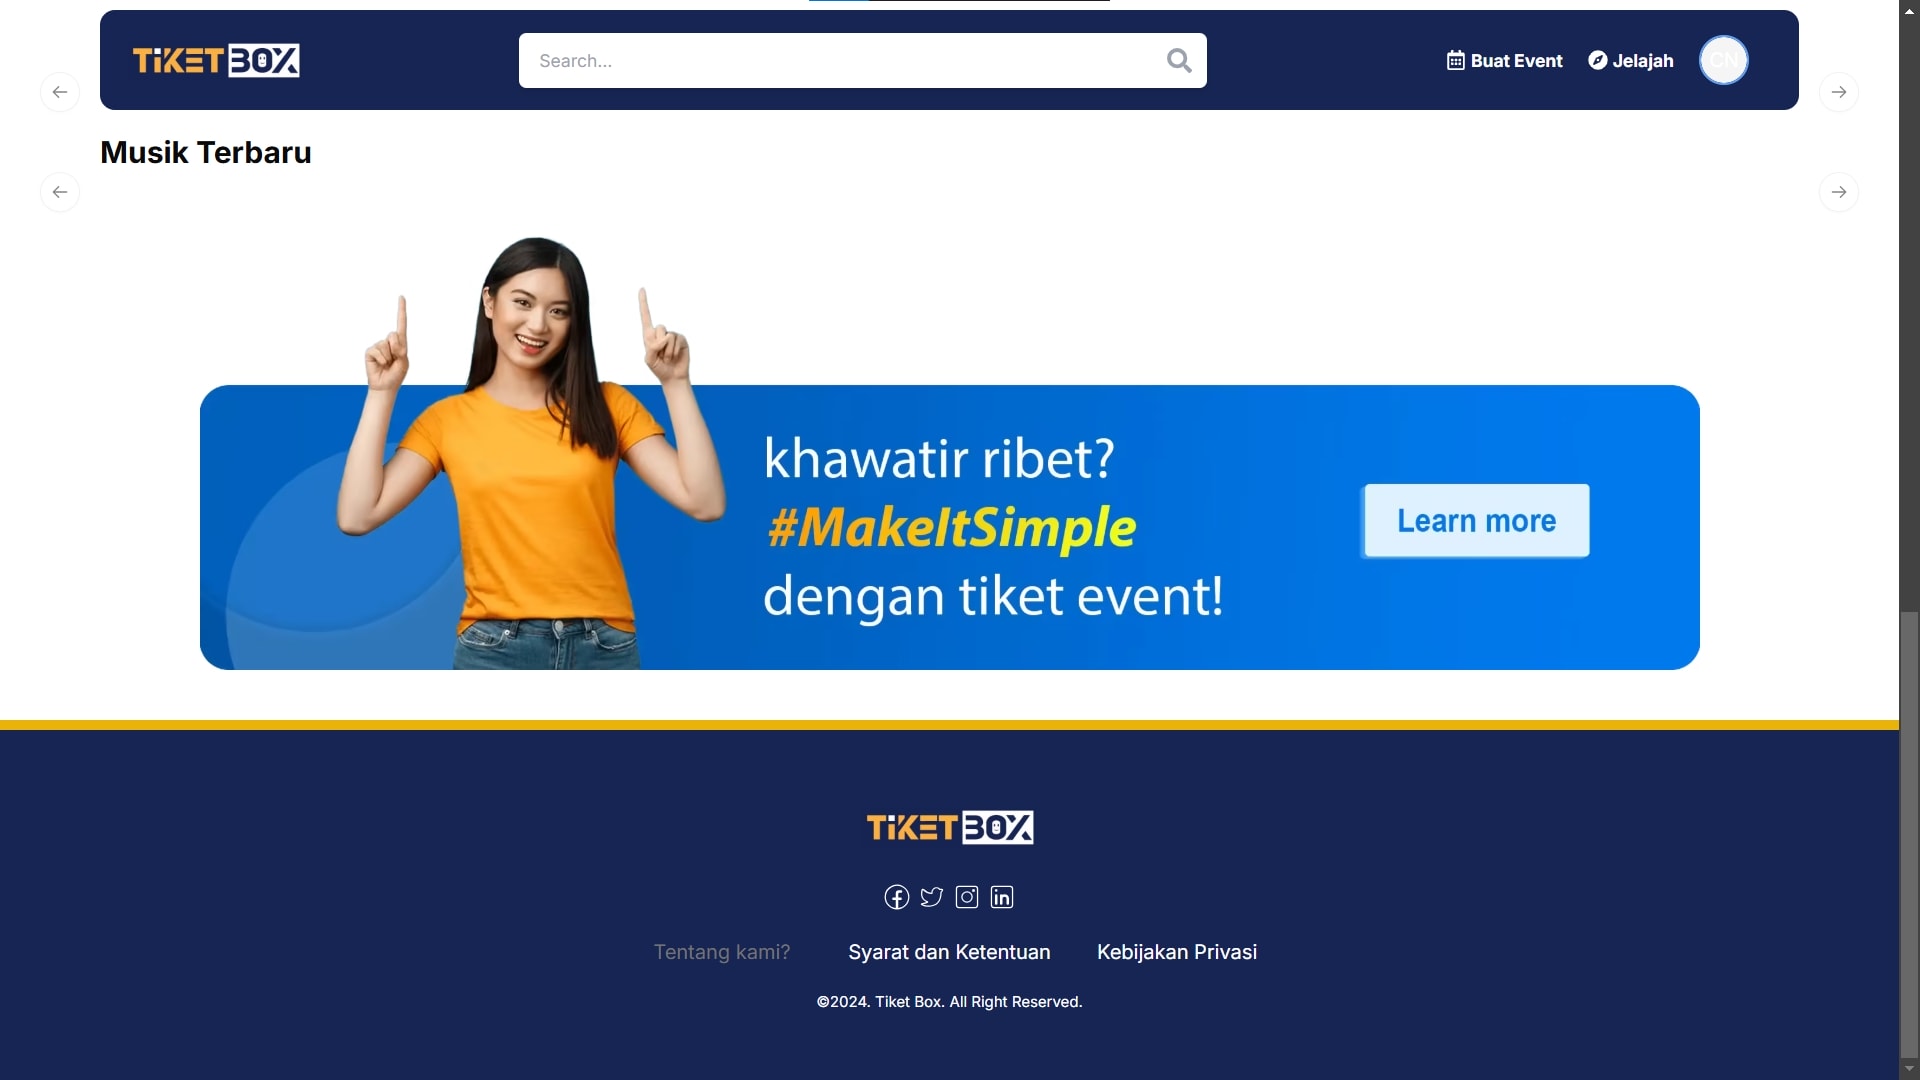 TiKET BOX
Search...
Buat Event
Jelajah
CN
Musik Terbaru
khawatir ribet?
#MakeItSimple
dengan tiket event!
Learn more
TiKET BOX
Tentang kami?
Syarat dan Ketentuan
Kebijakan Privasi
©2024. Tiket Box. All Right Reserved.